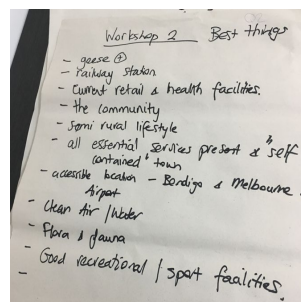 Workshop 2 Best things
- geese +
- railway station
- Current retail & health facilities.
- the community
- Semi rural lifestyle
- all essential services present & "self
contained" town
- accessible location - Bendigo & Melbourne.
Airport
- Clean Air / Water
- Flora & fauna
- Good recreational / sport facilities.
-